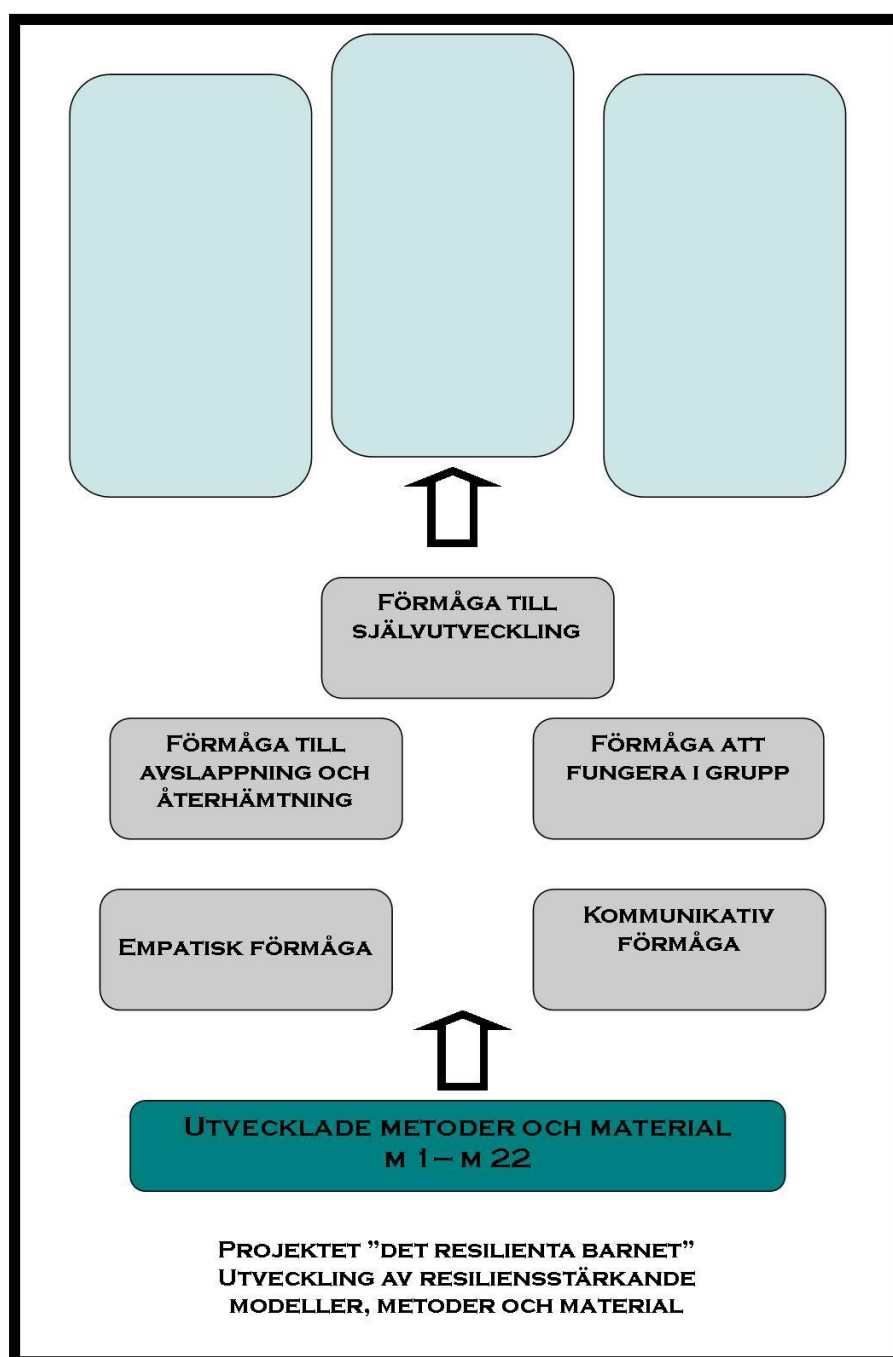 FÖRMÅGA TILL
SJÄLVUTVECKLING
FÖRMÅGA TILL
AVSLAPPNING OCH
ÅTERHÄMTNING
FÖRMÅGA ATT
FUNGERA I GRUPP
EMPATISK FÖRMÅGA
KOMMUNIKATIV
FÖRMÅGA
UTVECKLADE METODER OCH MATERIAL
M 1 – M 22
PROJEKTET ”DET RESILIENTA BARNET”
UTVECKLING AV RESILIENSSTÄRKANDE
MODELLER, METODER OCH MATERIAL